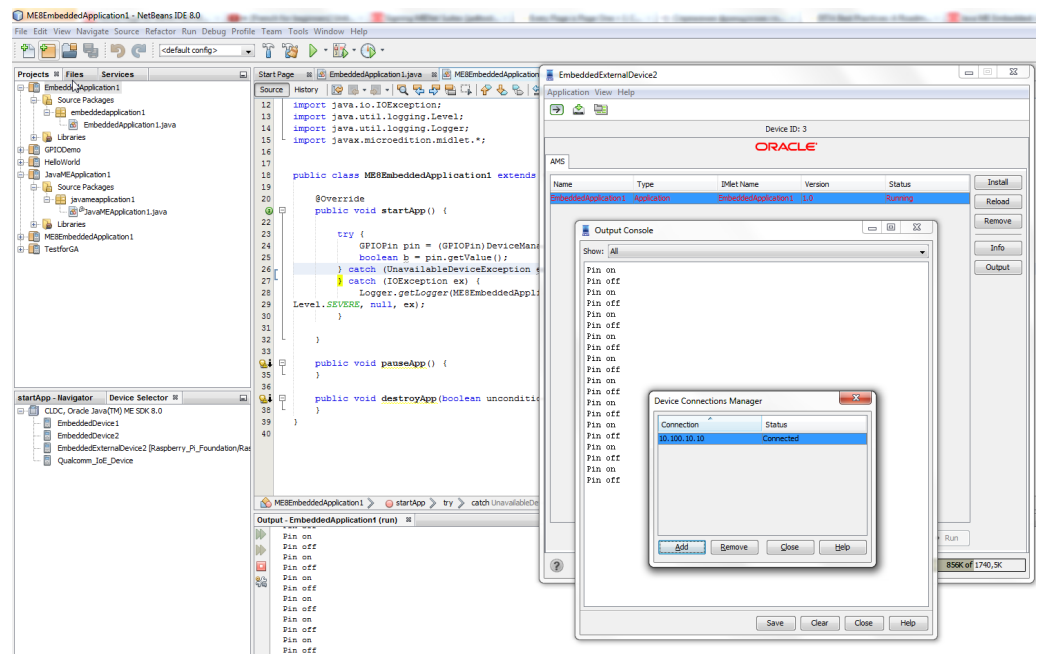 ME8EmbeddedApplication1 - NetBeans IDE 8.0
File Edit View Navigate Source Refactor Run Debug Profile Team Tools Window Help
<default config>
Projects Files Services
EmbeddedApplication1
Source Packages
embeddedapplication1
EmbeddedApplication1.java
Libraries
GPIODemo
HelloWorld
JavaMEApplication1
Source Packages
javameapplication1
JavaMEApplication1.java
Libraries
ME8EmbeddedApplication1
TestforGA
startApp - Navigator Device Selector
CLDC, Oracle Java(TM) ME SDK 8.0
EmbeddedDevice1
EmbeddedDevice2
EmbeddedExternalDevice2 [Raspberry_Pi_Foundation/Ras
Qualcomm_IoE_Device
Start Page EmbeddedApplication1.java ME8EmbeddedApplication
Source History
12 import java.io.IOException;
13 import java.util.logging.Level;
14 import java.util.logging.Logger;
15 import javax.microedition.midlet.*;
16
17
18 public class ME8EmbeddedApplication1 extends
19
20 @Override
public void startApp() {
22
23 try {
24 GPIOPin pin = (GPIOPin)DeviceMana
25 boolean b = pin.getValue();
26 } catch (UnavailableDeviceException e
27 } catch (IOException ex) {
28 Logger.getLogger(ME8EmbeddedAppli
29 Level.SEVERE, null, ex);
30 }
31
32 }
33
public void pauseApp() {
35 }
36
public void destroyApp(boolean unconditio
38 }
39 }
40
ME8EmbeddedApplication1 startApp try catch UnavailableDe
Output - EmbeddedApplication1 (run)
Pin on
Pin off
Pin on
Pin off
Pin on
Pin off
Pin on
Pin off
Pin on
Pin off
Pin on
Pin off
EmbeddedExternalDevice2
Application View Help
Device ID: 3
ORACLE
AMS
Name Type IMlet Name Version Status
EmbeddedApplication1 Application EmbeddedApplication1 1.0 Running
Install
Reload
Remove
Info
Output
Run
856K of 1740,5K
Output Console
Show: All
Pin on
Pin off
Pin on
Pin off
Pin on
Pin off
Pin on
Pin off
Pin on
Pin off
Pin on
Pin off
Pin on
Pin off
Pin on
Pin off
Pin on
Pin off
Pin on
Pin off
Save Clear Close Help
Device Connections Manager
Connection Status
10.100.10.10 Connected
Add Remove Close Help